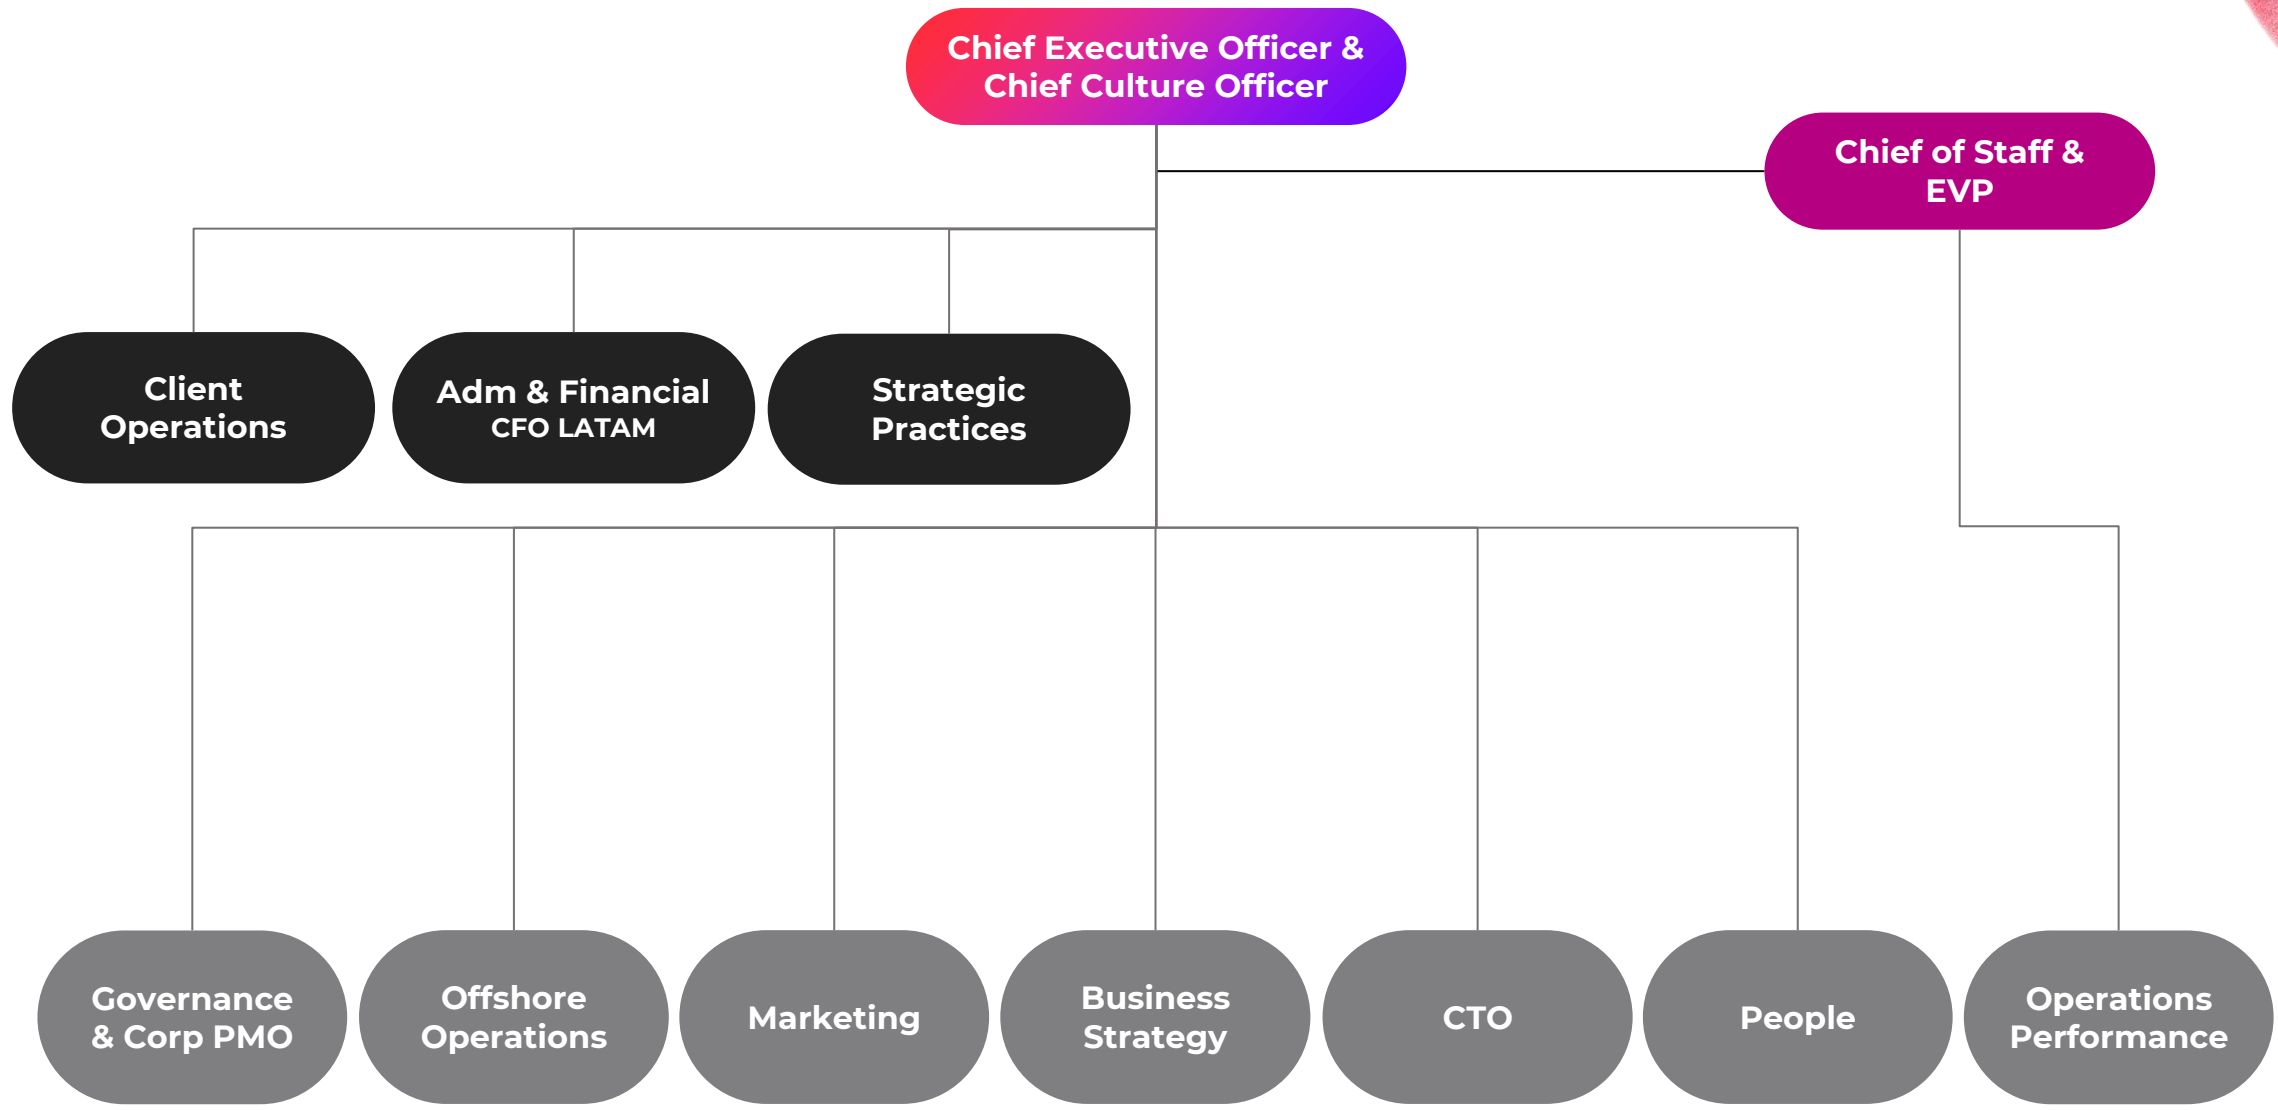 Chief Executive Officer &
Chief Culture Officer
Chief of Staff &
EVP
Client
Operations
Adm & Financial
CFO LATAM
Strategic
Practices
Governance
& Corp PMO
Offshore
Operations
Marketing
Business
Strategy
CTO
People
Operations
Performance